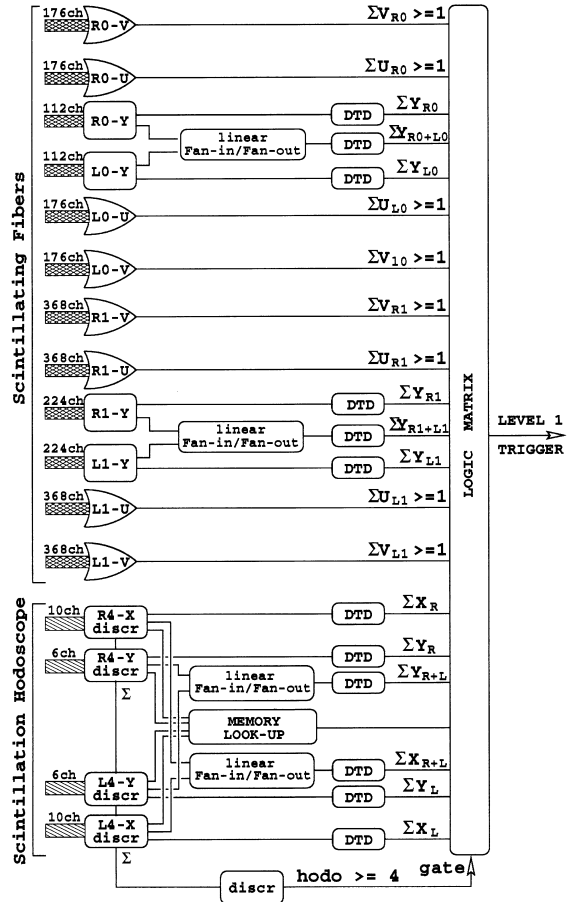 176ch R0-V ΣV_R0 >=1
176ch R0-U ΣU_R0 >=1
112ch R0-Y DTD ΣY_R0
linear Fan-in/Fan-out DTD ΣY_R0+L0
112ch L0-Y DTD ΣY_L0
176ch L0-U ΣU_L0 >=1
176ch L0-V ΣV_10 >=1
368ch R1-V ΣV_R1 >=1
368ch R1-U ΣU_R1 >=1
224ch R1-Y DTD ΣY_R1
linear Fan-in/Fan-out DTD ΣY_R1+L1
224ch L1-Y DTD ΣY_L1
368ch L1-U ΣU_L1 >=1
368ch L1-V ΣV_L1 >=1
Scintillating Fibers
LOGIC MATRIX
LEVEL 1
TRIGGER
10ch R4-X discr DTD ΣX_R
6ch R4-Y discr DTD ΣY_R
Σ
linear Fan-in/Fan-out DTD ΣY_R+L
MEMORY LOOK-UP
linear Fan-in/Fan-out DTD ΣX_R+L
6ch L4-Y discr DTD ΣY_L
10ch L4-X discr DTD ΣX_L
Σ
Scintillation Hodoscope
discr hodo >= 4 gate